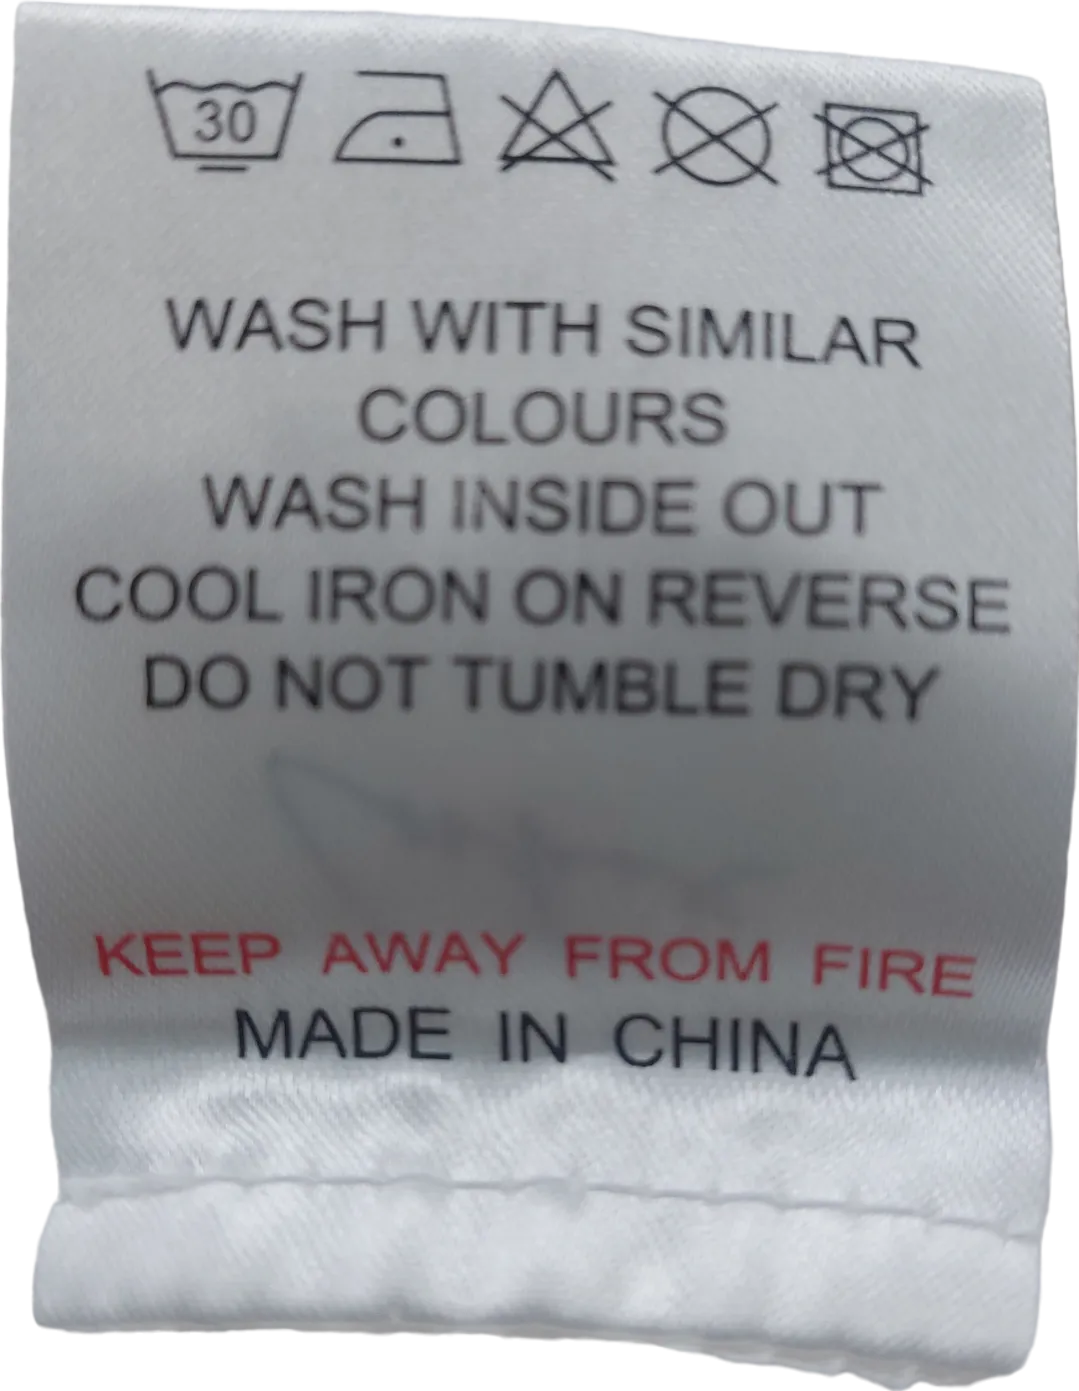 30
WASH WITH SIMILAR
COLOURS
WASH INSIDE OUT
COOL IRON ON REVERSE
DO NOT TUMBLE DRY
KEEP AWAY FROM FIRE
MADE IN CHINA